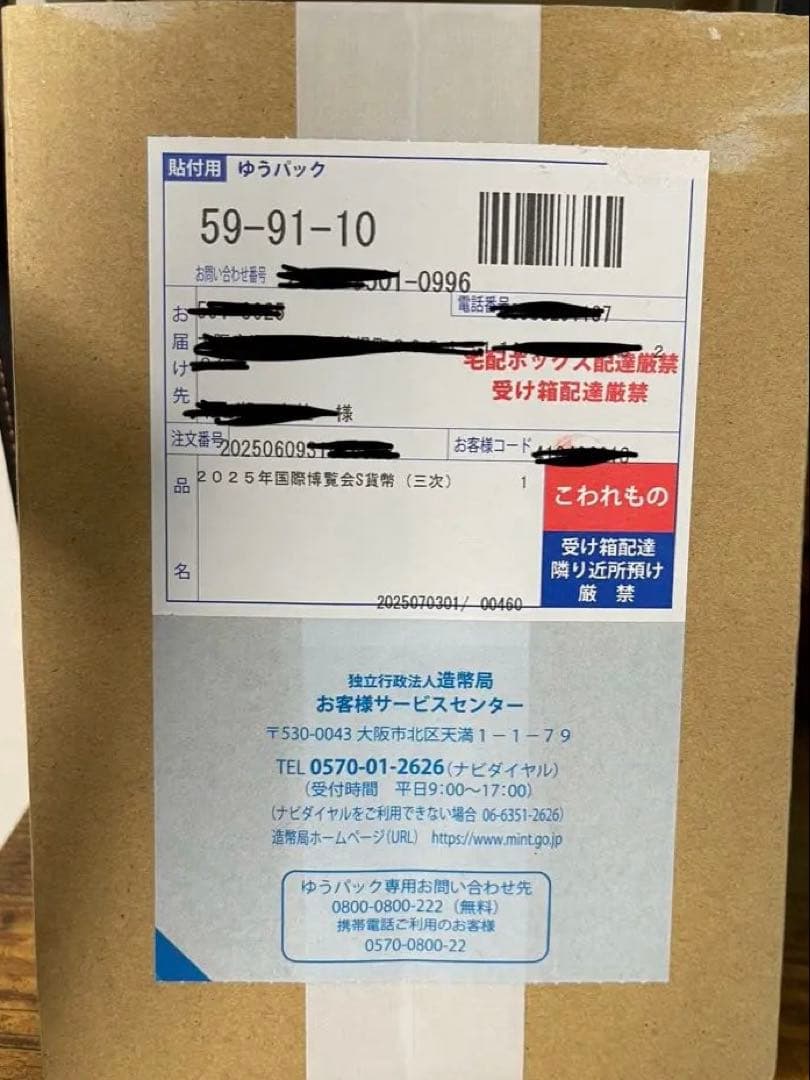 貼付用 ゆうパック
59-91-10
お問い合わせ番号 -0996
電話番号
お届け先
宅配ボックス配達厳禁
受け箱配達厳禁
様
注文番号 2025060951
お客様コード
品名
2025年国際博覧会S貨幣(三次) 1
こわれもの
受け箱配達
隣り近所預け
厳 禁
2025070301/ 00460
独立行政法人造幣局
お客様サービスセンター
〒530-0043 大阪市北区天満1-1-79
TEL 0570-01-2626(ナビダイヤル)
(受付時間 平日9:00〜17:00)
(ナビダイヤルをご利用できない場合 06-6351-2626)
造幣局ホームページ(URL) https://www.mint.go.jp
ゆうパック専用お問い合わせ先
0800-0800-222(無料)
携帯電話ご利用のお客様
0570-0800-22